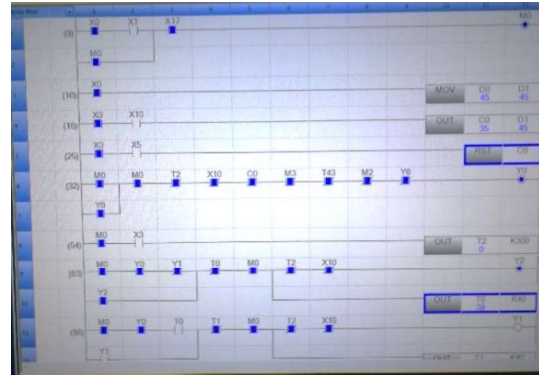 X0 X1 X17 M0
(0)
M0
X0
(10) MOV D0 D1
45 45
X0 X10
(16) OUT C0 D1
35 45
X0 X5
(25) RST C0
M0 M0 T2 X10 C0 M3 T43 M2 Y6 Y0
(32)
Y0
M0 X3
(54) OUT T2 K300
0
M0 Y0 Y1 T0 M0 T2 X10 Y2
(63)
Y2
OUT T0 K40
39
M0 Y0 T0 T1 M0 T2 X10 Y1
Y1
OUT T1